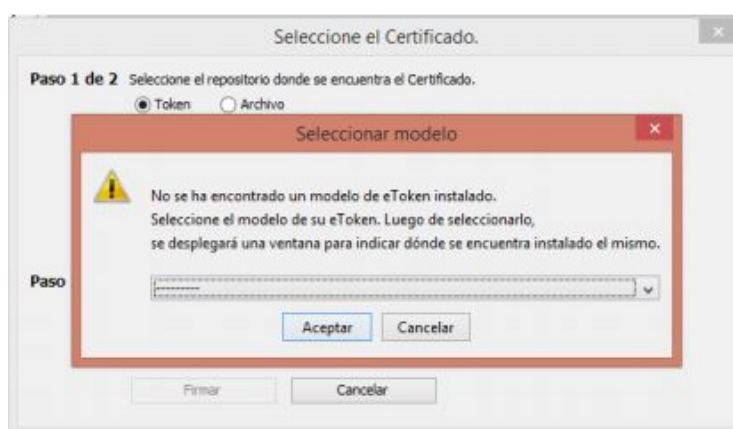 Seleccione el Certificado.
Paso 1 de 2 Seleccione el repositorio donde se encuentra el Certificado.
Token Archivo
Seleccionar modelo
No se ha encontrado un modelo de eToken instalado.
Seleccione el modelo de su eToken. Luego de seleccionarlo,
se desplegará una ventana para indicar dónde se encuentra instalado el mismo.
Paso
---------
Aceptar Cancelar
Firmar Cancelar